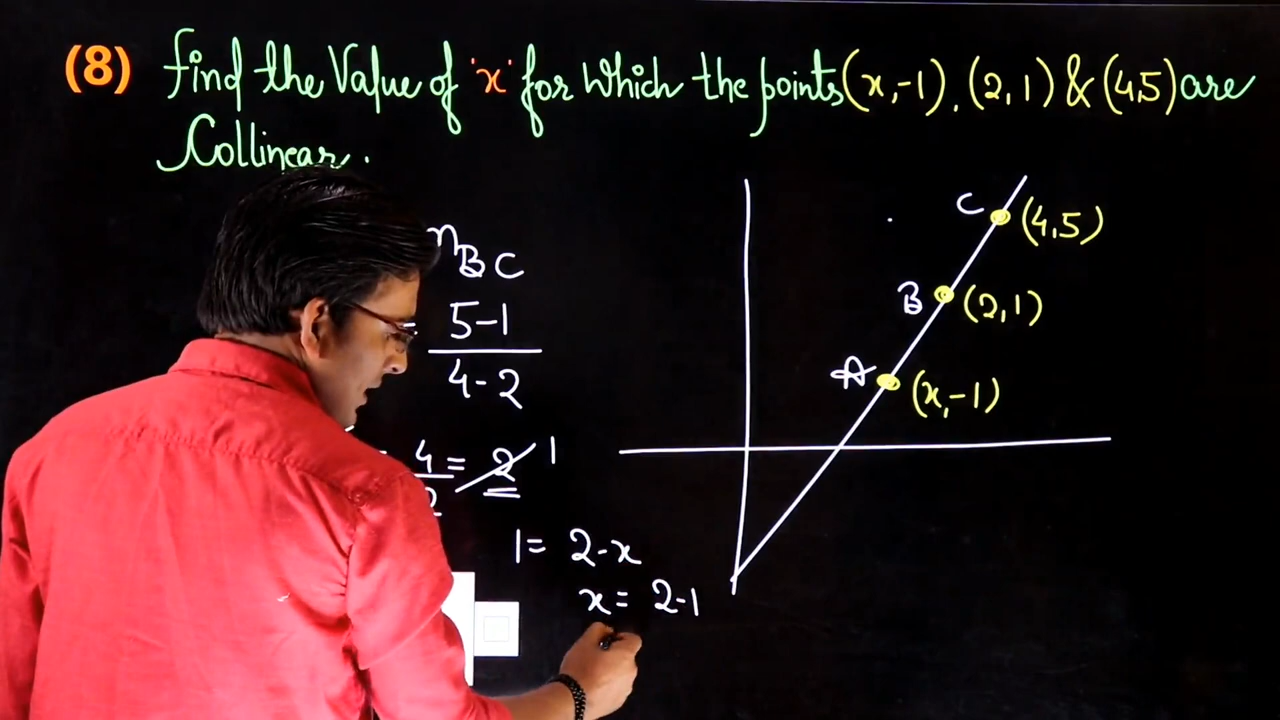 (8) find the Value of 'x' for which the points (x,-1), (2,1) & (4,5) are
Collinear.
BC
5-1
4-2
4 = 2 1
2
1 = 2-x
x = 2-1
C (4,5)
B (2,1)
A (x,-1)